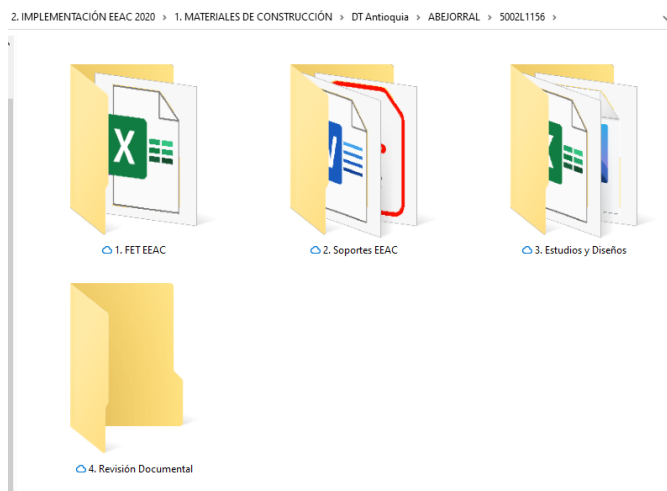 2. IMPLEMENTACIÓN EEAC 2020 > 1. MATERIALES DE CONSTRUCCIÓN > DT Antioquia > ABEJORRAL > 5002L1156 >
1. FET EEAC
2. Soportes EEAC
3. Estudios y Diseños
4. Revisión Documental